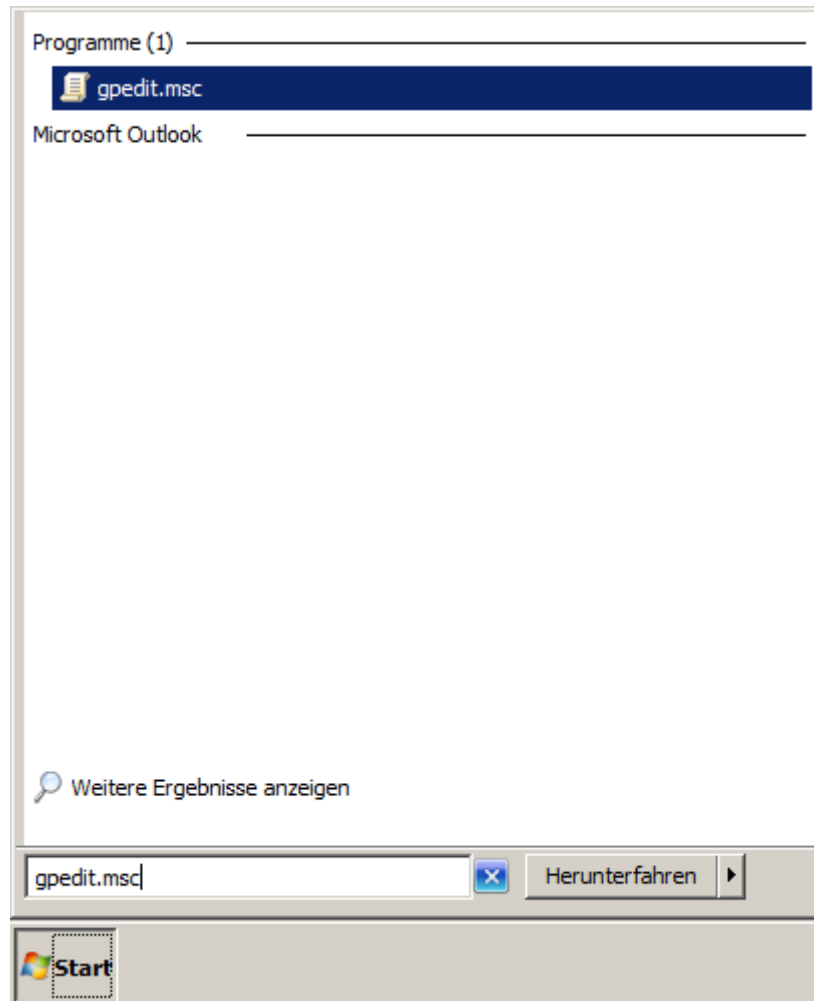 Programme (1)
gpedit.msc
Microsoft Outlook
Weitere Ergebnisse anzeigen
gpedit.msc
Herunterfahren
Start